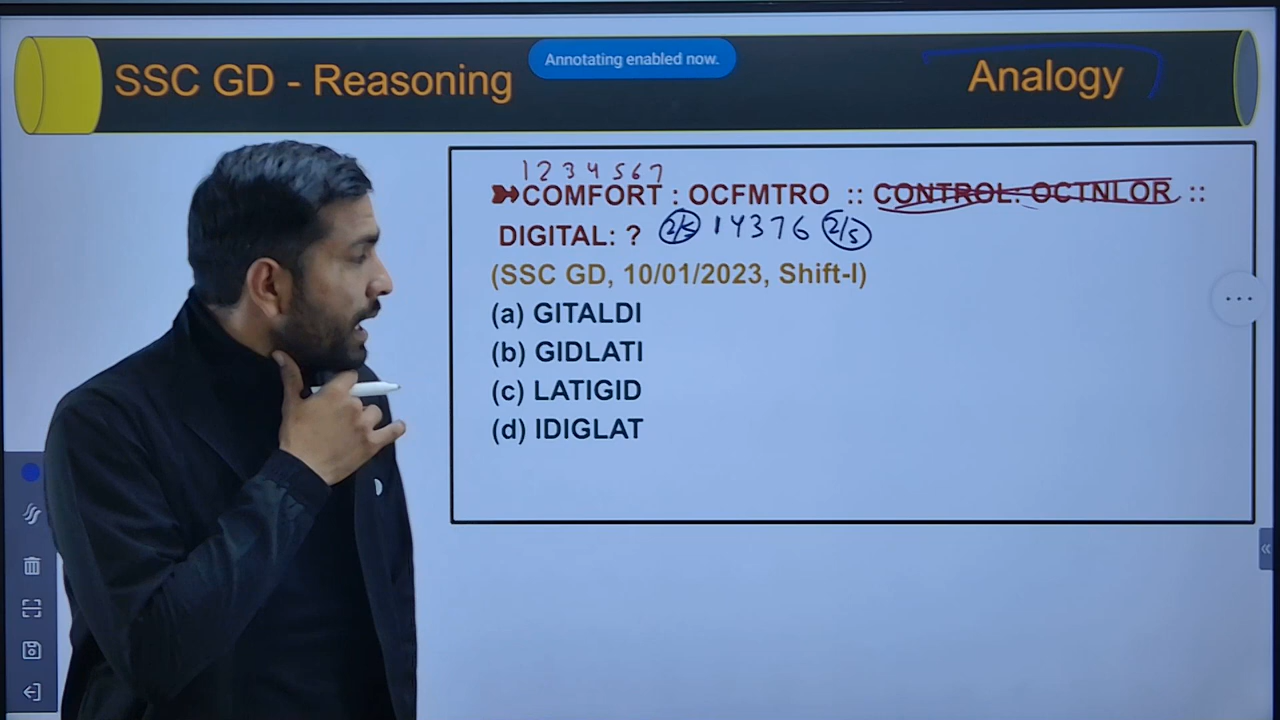 Annotating enabled now.
SSC GD - Reasoning
Analogy
1 2 3 4 5 6 7
COMFORT : OCFMTRO :: CONTROL: OCTNLOR ::
DIGITAL: ? 2/5 1 4 3 7 6 2/5
(SSC GD, 10/01/2023, Shift-I)
(a) GITALDI
(b) GIDLATI
(c) LATIGID
(d) IDIGLAT